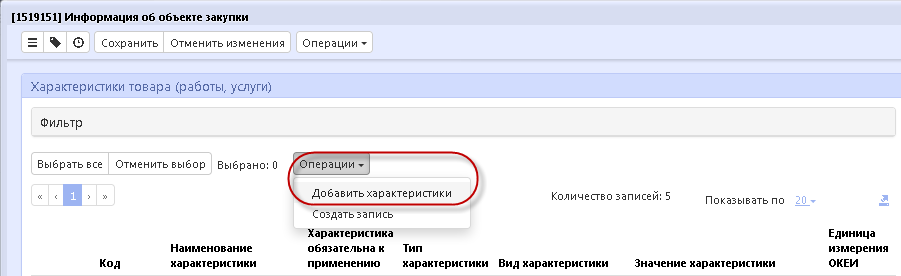 [1519151] Информация об объекте закупки
Сохранить Отменить изменения Операции
Характеристики товара (работы, услуги)
Фильтр
Выбрать все Отменить выбор Выбрано: 0 Операции
Добавить характеристики
« ‹ 1 › » Количество записей: 5 Показывать по 20
Создать запись
Код
Наименование характеристики
Характеристика обязательна к применению
Тип характеристики
Вид характеристики
Значение характеристики
Единица измерения ОКЕИ